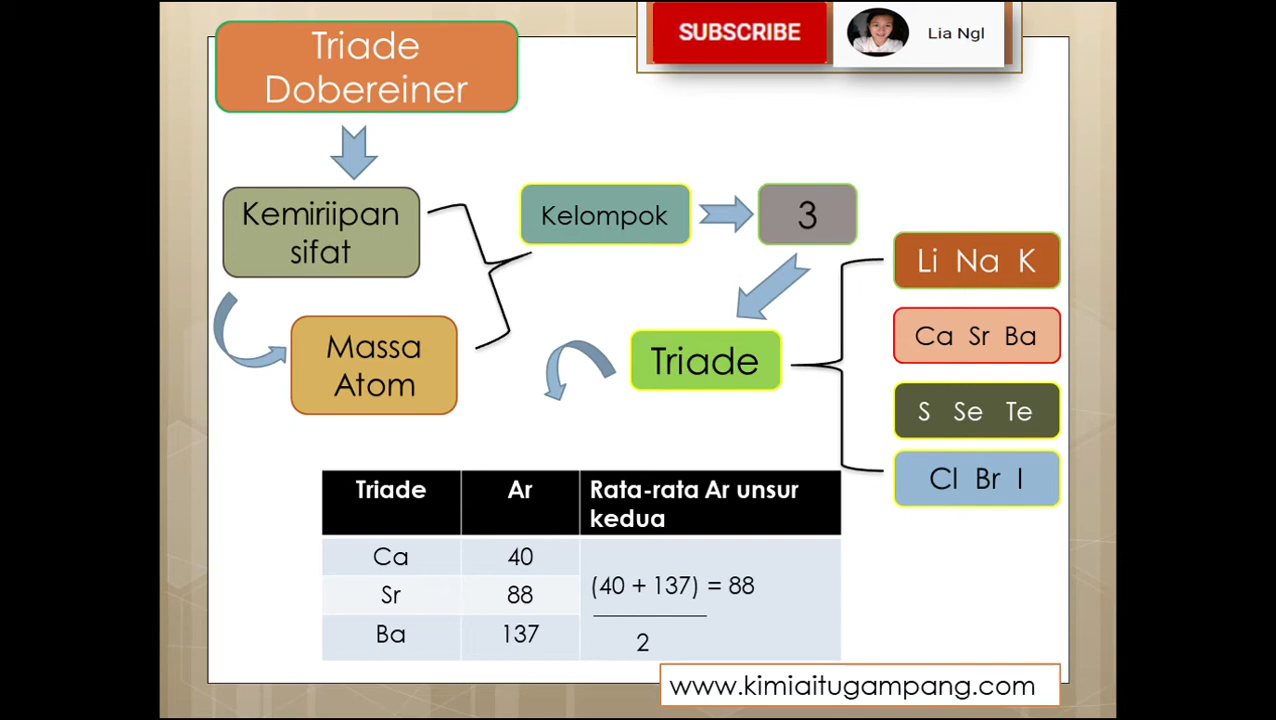 Triade
Dobereiner
SUBSCRIBE
Lia Ngl
Kemiriipan
sifat
Kelompok
3
Massa
Atom
Triade
Li Na K
Ca Sr Ba
S Se Te
Cl Br I
Triade Ar Rata-rata Ar unsur
kedua
Ca 40
Sr 88
Ba 137
(40 + 137) = 88
2
www.kimiaitugampang.com